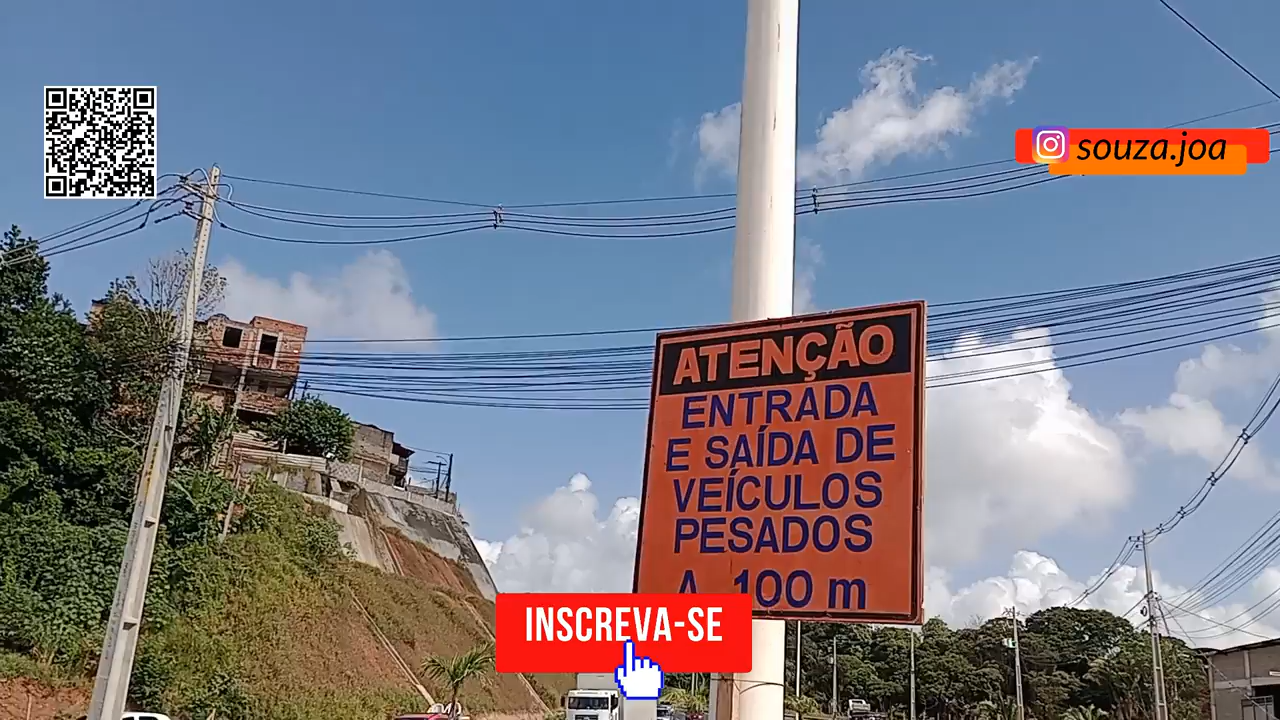 souza.joa
ATENÇÃO
ENTRADA
E SAÍDA DE
VEÍCULOS
PESADOS
A 100 m
INSCREVA-SE